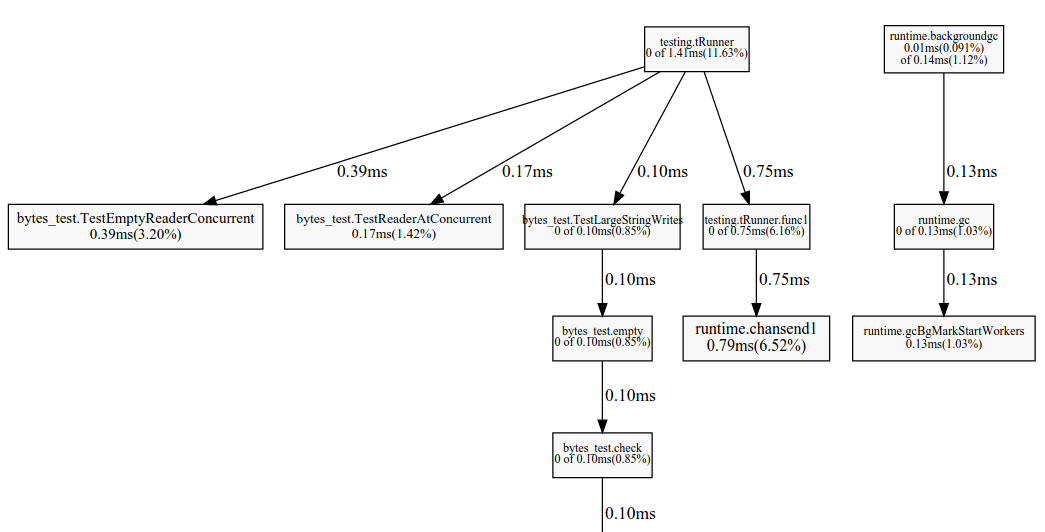 testing.tRunner
0 of 1.41ms(11.63%)
runtime.backgroundgc
0.01ms(0.091%)
of 0.14ms(1.12%)
0.39ms
0.17ms
0.10ms
0.75ms
0.13ms
bytes_test.TestEmptyReaderConcurrent
0.39ms(3.20%)
bytes_test.TestReaderAtConcurrent
0.17ms(1.42%)
bytes_test.TestLargeStringWrites
0 of 0.10ms(0.85%)
testing.tRunner.func1
0 of 0.75ms(6.16%)
runtime.gc
0 of 0.13ms(1.03%)
0.10ms
0.75ms
0.13ms
bytes_test.empty
0 of 0.10ms(0.85%)
runtime.chansend1
0.79ms(6.52%)
runtime.gcBgMarkStartWorkers
0.13ms(1.03%)
0.10ms
bytes_test.check
0 of 0.10ms(0.85%)
0.10ms